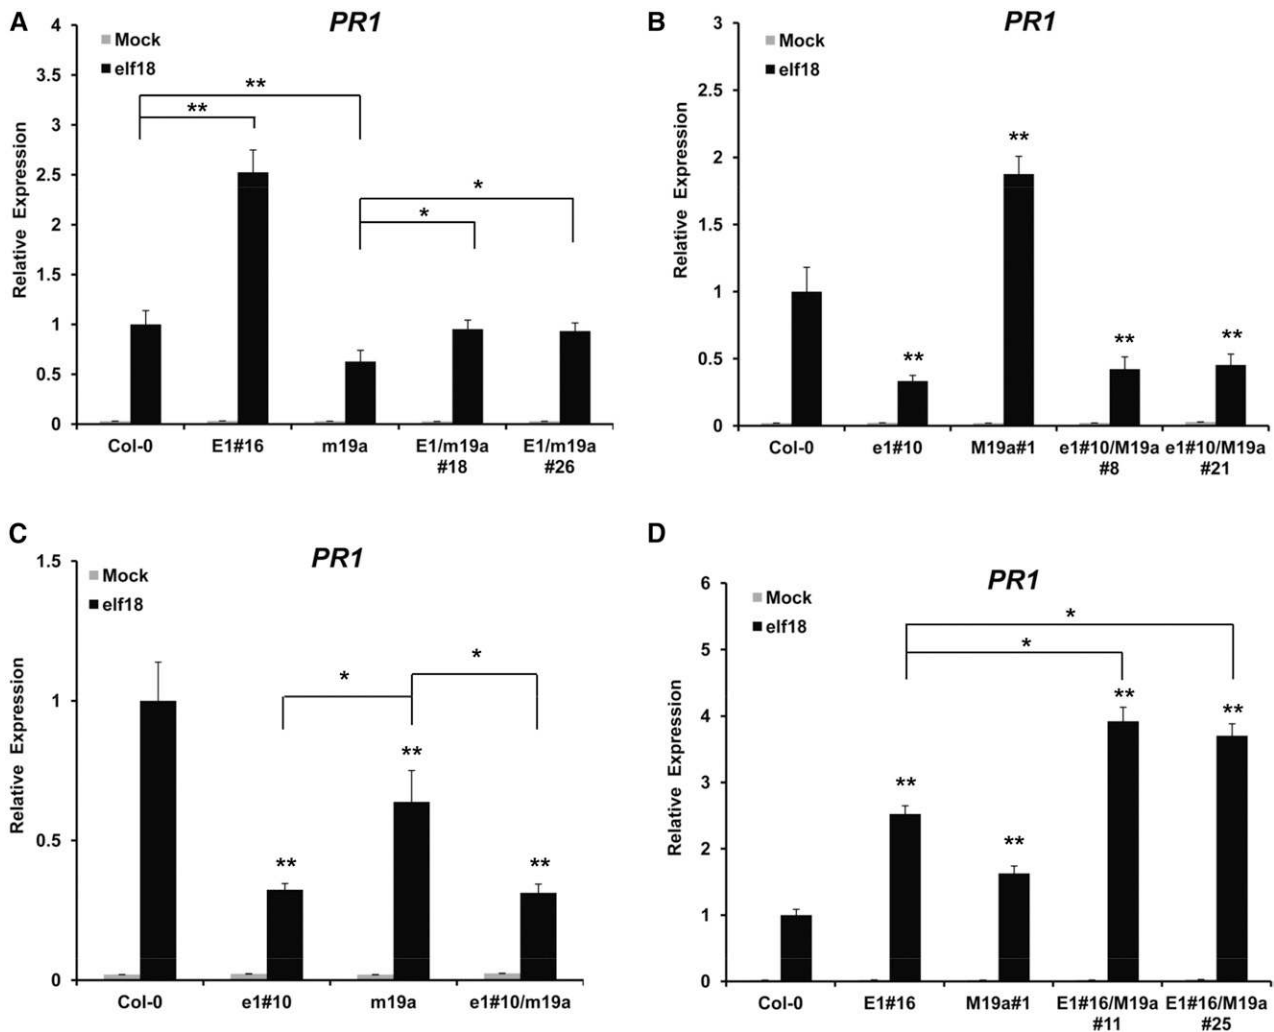 A
PR1
Mock
elf18
Relative Expression
4
3.5
3
2.5
2
1.5
1
0.5
0
**
**
*
*
Col-0 E1#16 m19a E1/m19a E1/m19a
#18 #26
B
PR1
Mock
elf18
Relative Expression
3
2.5
2
1.5
1
0.5
0
**
**
**
**
Col-0 e1#10 M19a#1 e1#10/M19a e1#10/M19a
#8 #21
C
PR1
Mock
elf18
Relative Expression
1.5
1
0.5
0
*
*
**
**
**
Col-0 e1#10 m19a e1#10/m19a
D
PR1
Mock
elf18
Relative Expression
6
5
4
3
2
1
0
*
*
**
**
**
**
Col-0 E1#16 M19a#1 E1#16/M19a E1#16/M19a
#11 #25